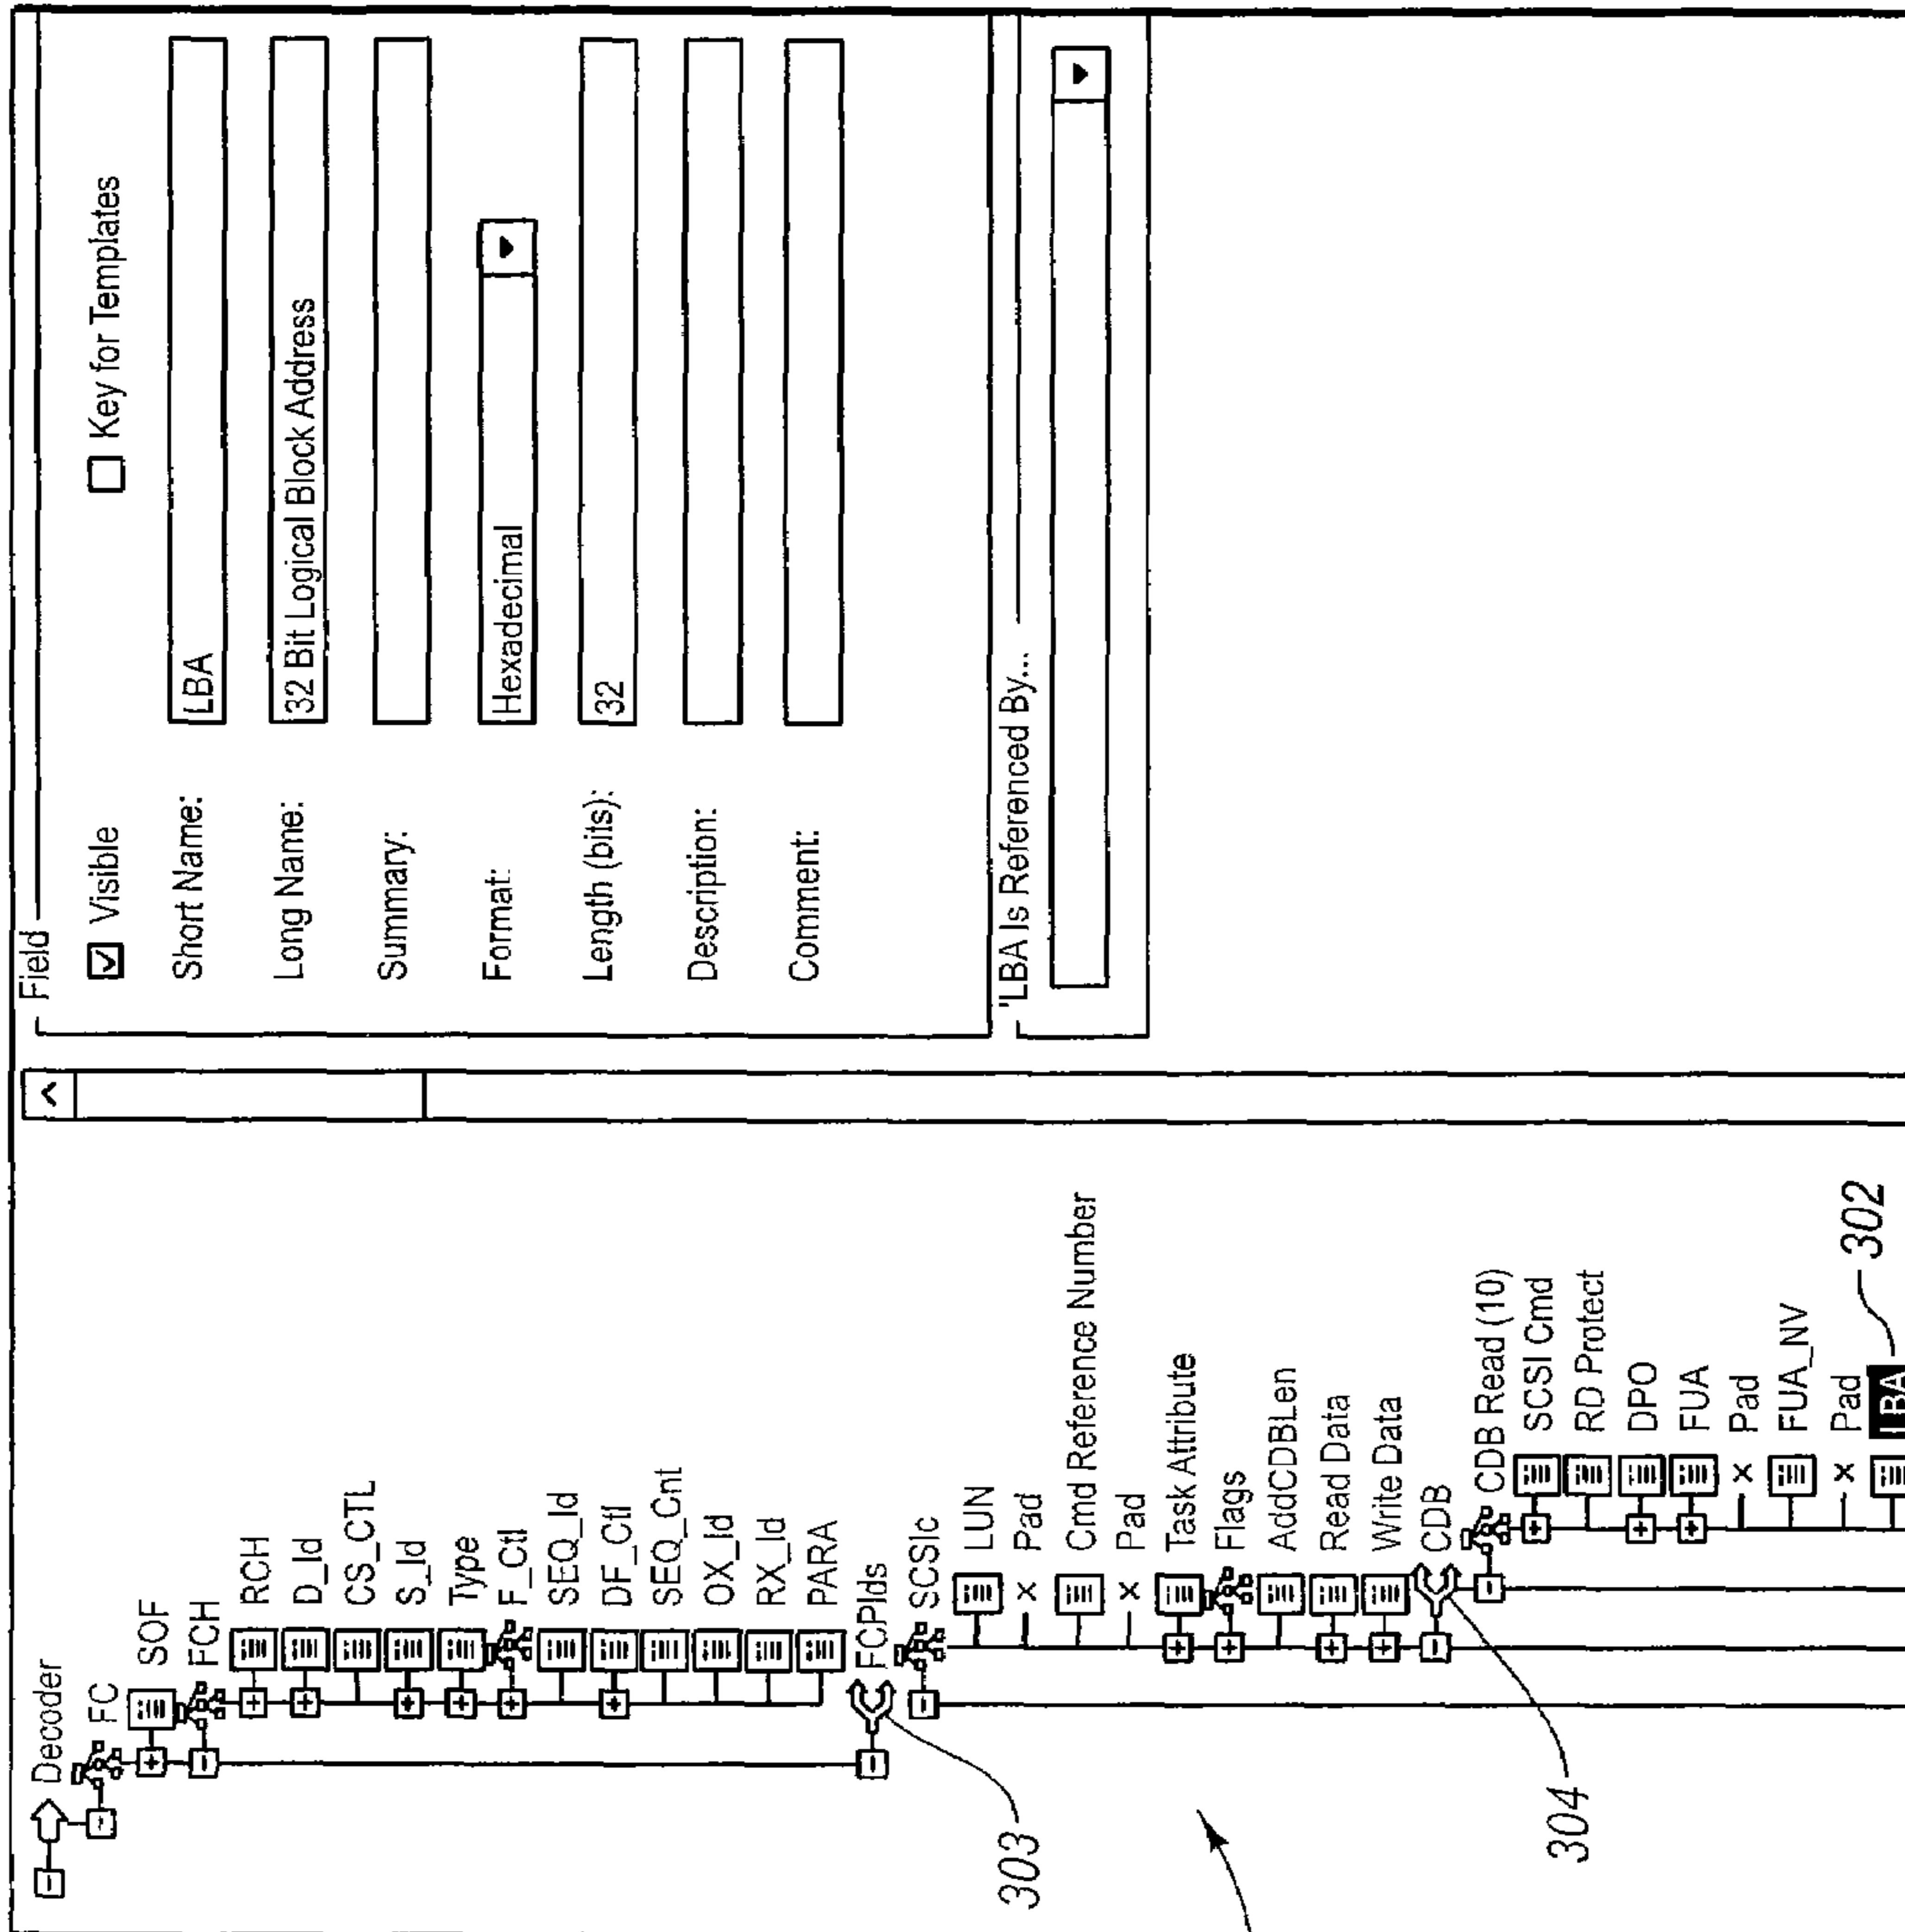 Decoder
FC
SOF
FCH
RCH
D_Id
CS_CTL
S_Id
Type
F_Ctl
SEQ_Id
DF_Ctl
SEQ_Cnt
OX_Id
RX_Id
PARA
FCPIds
303
SCSIc
LUN
Pad
Cmd Reference Number
Pad
Task Attribute
Flags
AddCDBLen
Read Data
Write Data
CDB
304
CDB Read (10)
SCSI Cmd
RD Protect
DPO
FUA
Pad
FUA_NV
Pad
LBA
302
Field
Visible
Key for Templates
Short Name: LBA
Long Name: 32 Bit Logical Block Address
Summary:
Format: Hexadecimal
Length (bits): 32
Description:
Comment:
"LBA Is Referenced By...